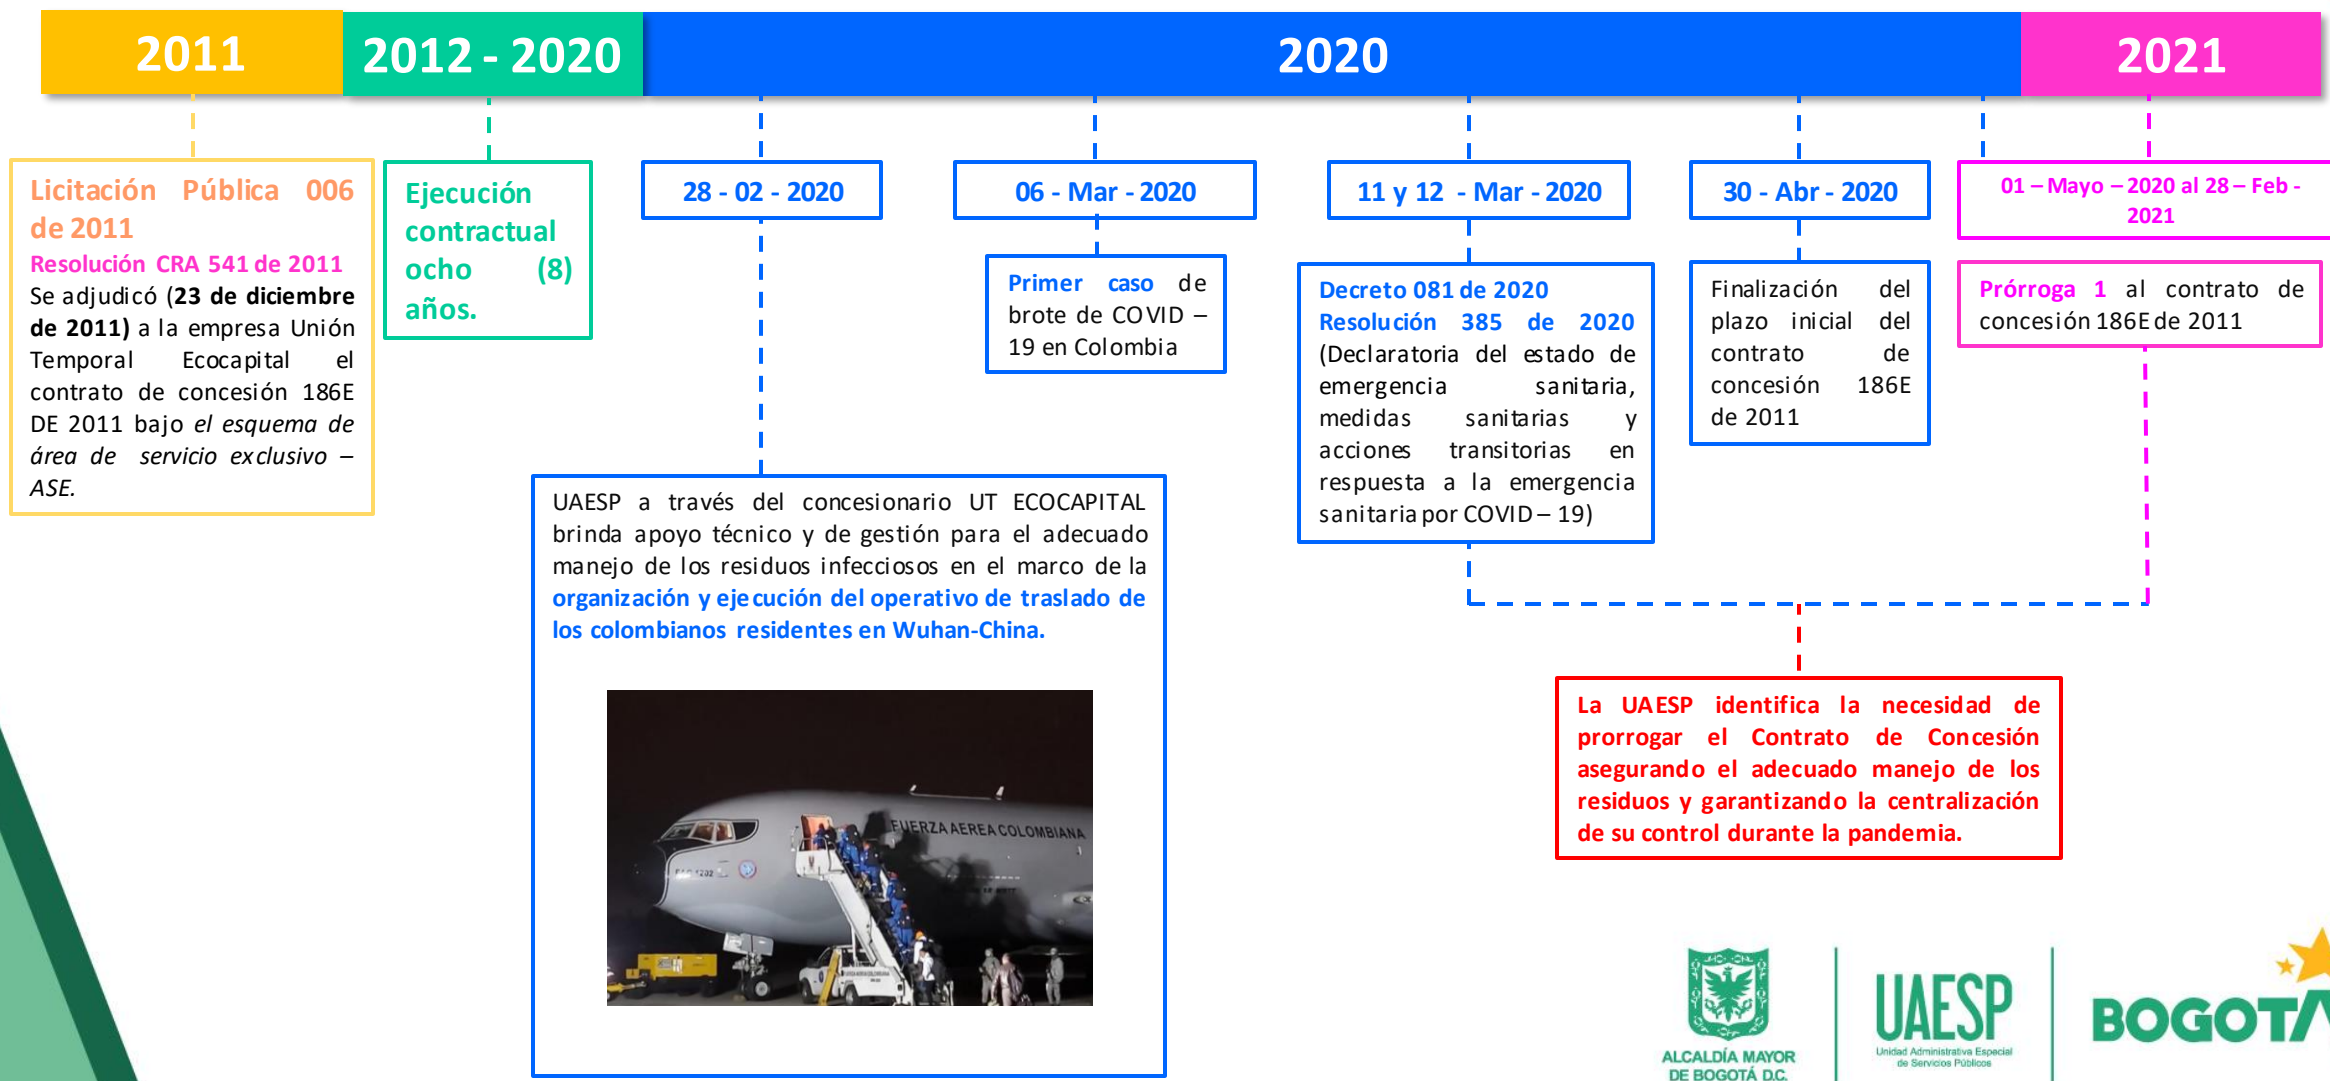 2011
2012 - 2020
2020
2021
Licitación Pública 006
de 2011
Resolución CRA 541 de 2011
Se adjudicó (23 de diciembre
de 2011) a la empresa Unión
Temporal Ecocapital el
contrato de concesión 186E
DE 2011 bajo el esquema de
área de servicio exclusivo –
ASE.
Ejecución
contractual
ocho (8)
años.
28 - 02 - 2020
UAESP a través del concesionario UT ECOCAPITAL
brinda apoyo técnico y de gestión para el adecuado
manejo de los residuos infecciosos en el marco de la
organización y ejecución del operativo de traslado de
los colombianos residentes en Wuhan-China.
FUERZA AEREA COLOMBIANA
06 - Mar - 2020
Primer caso de
brote de COVID –
19 en Colombia
11 y 12 - Mar - 2020
Decreto 081 de 2020
Resolución 385 de 2020
(Declaratoria del estado de
emergencia sanitaria,
medidas sanitarias y
acciones transitorias en
respuesta a la emergencia
sanitaria por COVID – 19)
30 - Abr - 2020
Finalización del
plazo inicial del
contrato de
concesión 186E
de 2011
01 – Mayo – 2020 al 28 – Feb -
2021
Prórroga 1 al contrato de
concesión 186E de 2011
La UAESP identifica la necesidad de
prorrogar el Contrato de Concesión
asegurando el adecuado manejo de los
residuos y garantizando la centralización
de su control durante la pandemia.
ALCALDÍA MAYOR
DE BOGOTÁ D.C.
UAESP
Unidad Administrativa Especial
de Servicios Públicos
BOGOTÁ